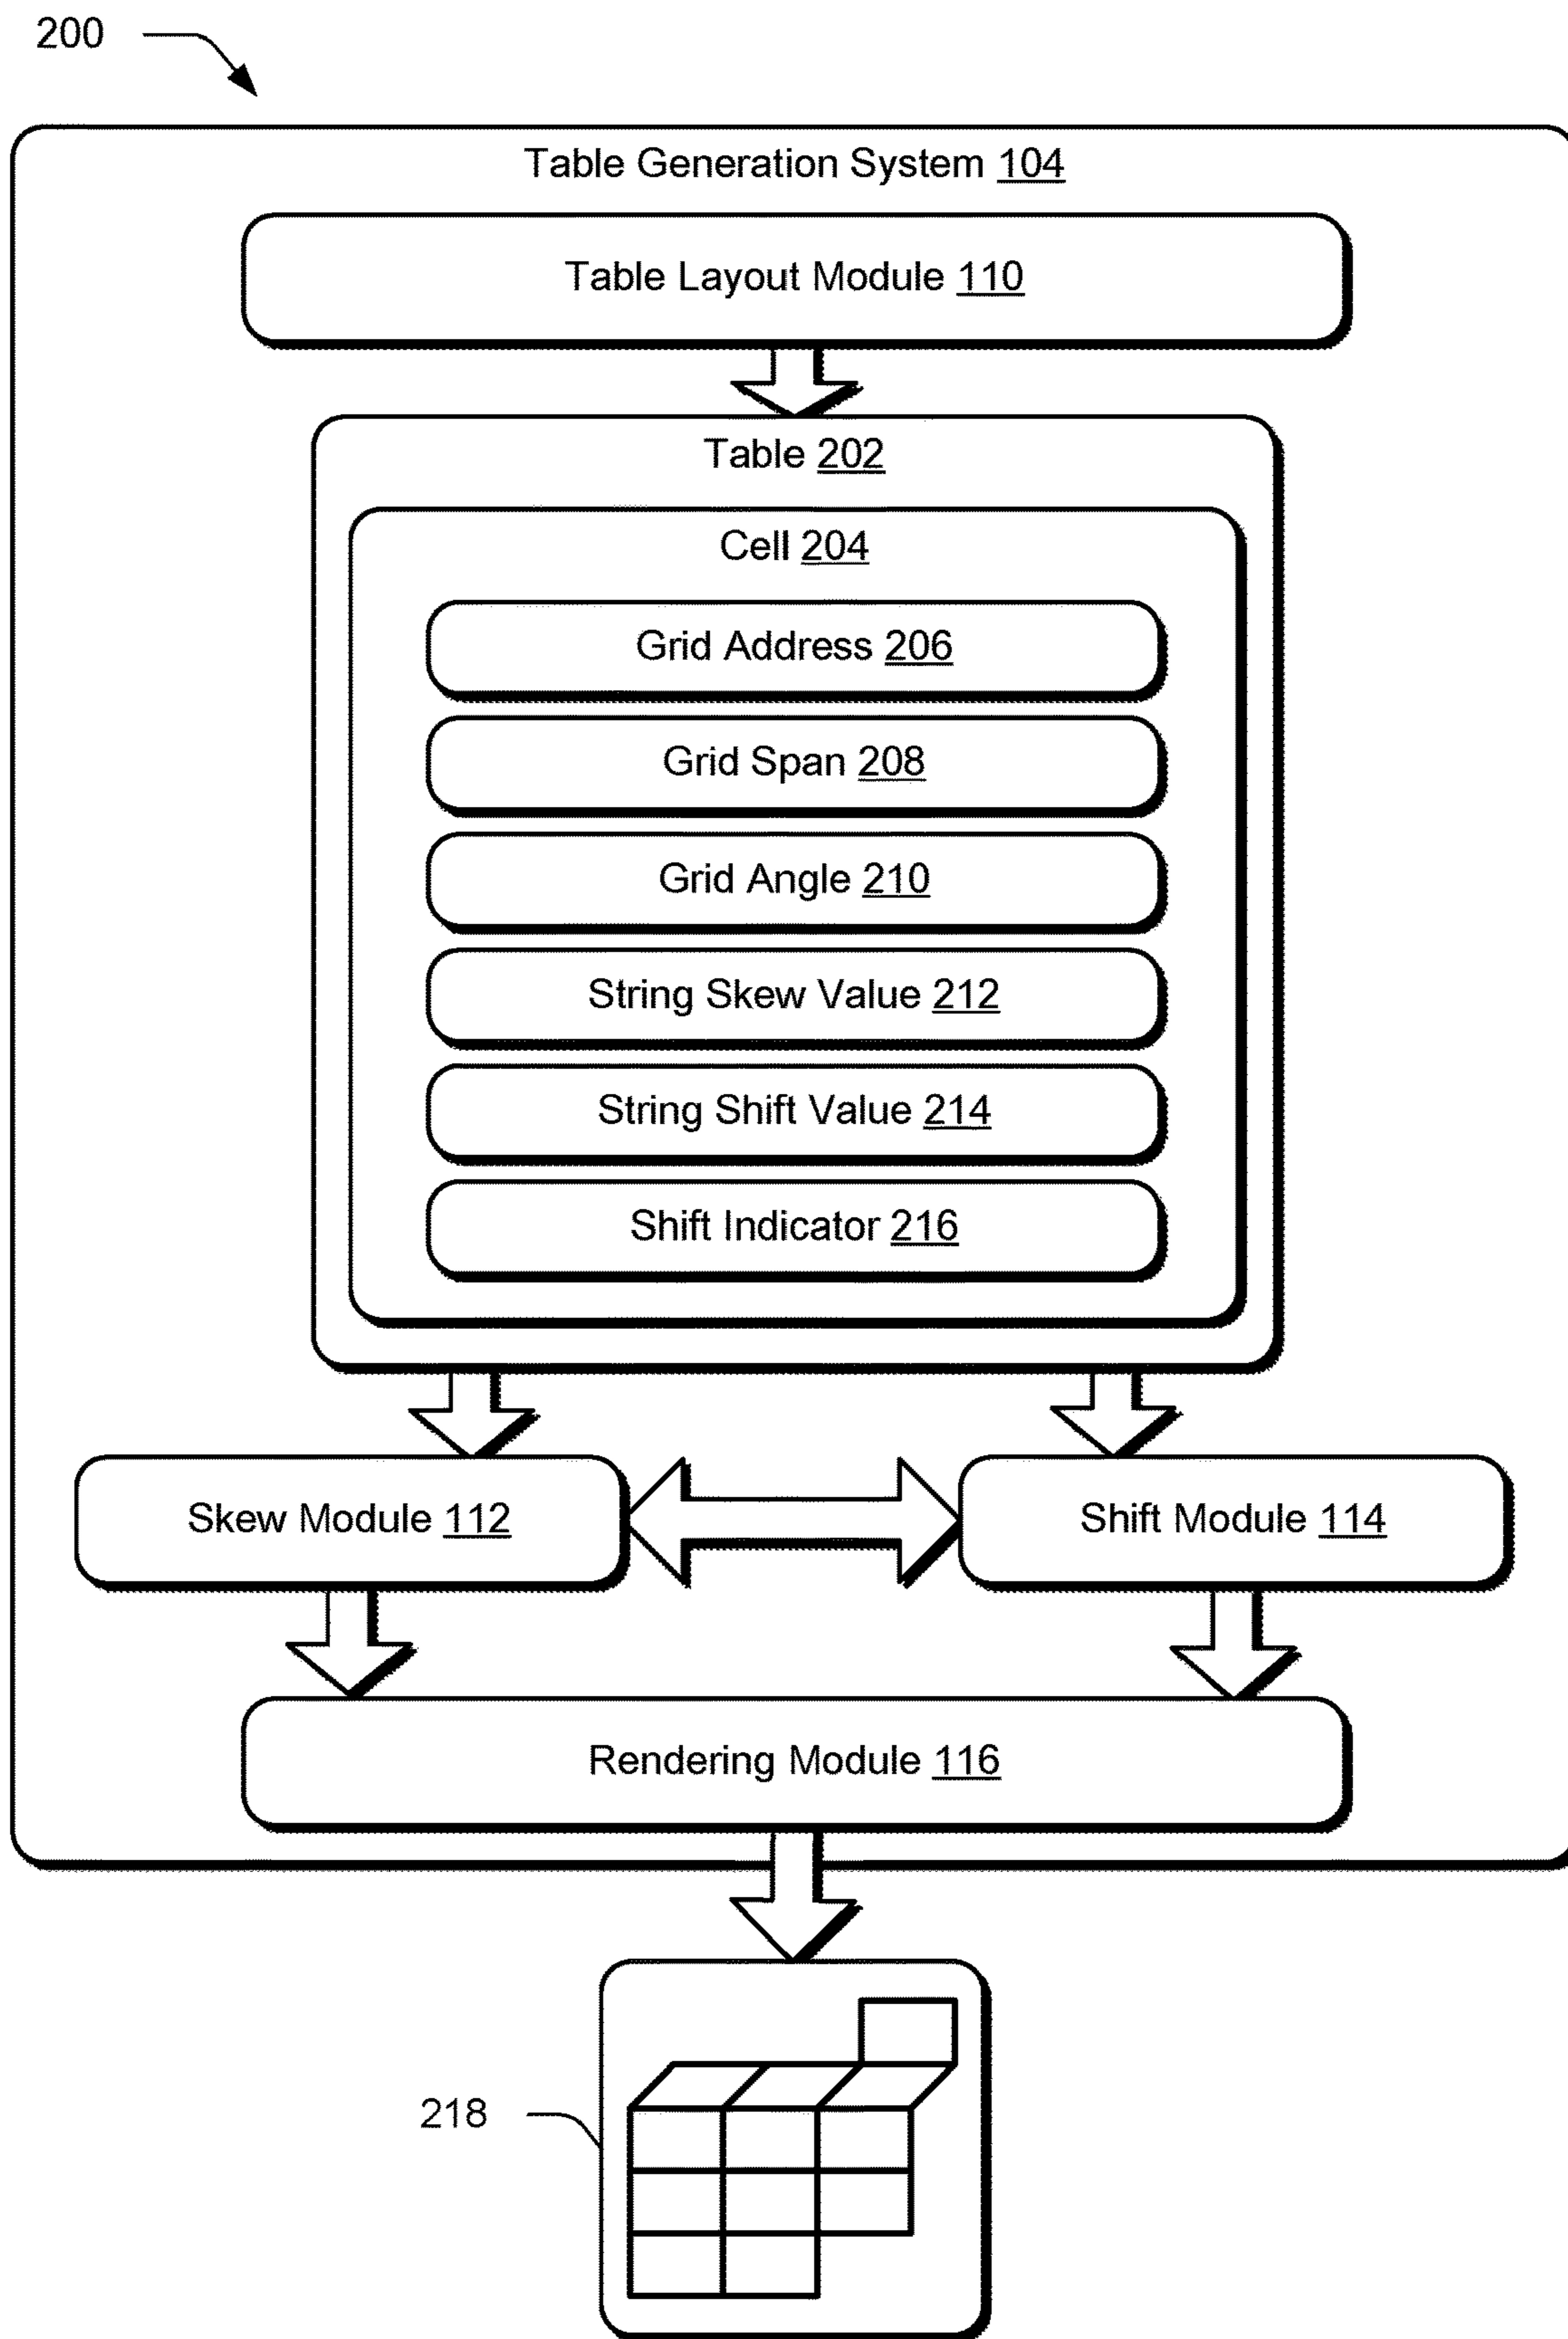 200
Table Generation System 104
Table Layout Module 110
Table 202
Cell 204
Grid Address 206
Grid Span 208
Grid Angle 210
String Skew Value 212
String Shift Value 214
Shift Indicator 216
Skew Module 112
Shift Module 114
Rendering Module 116
218